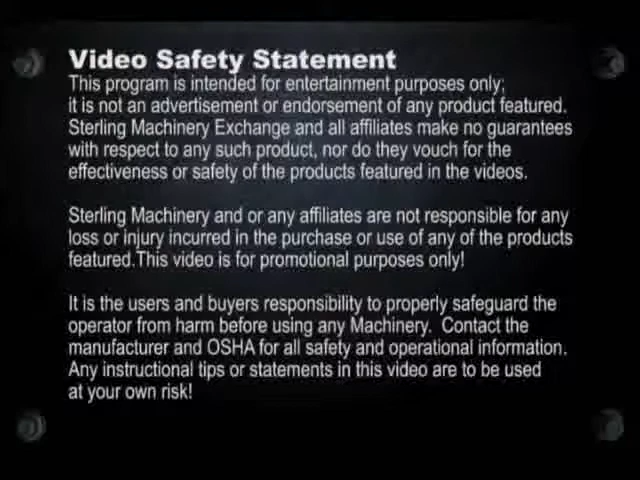 Video Safety Statement
This program is intended for entertainment purposes only;
it is not an advertisement or endorsement of any product featured.
Sterling Machinery Exchange and all affiliates make no guarantees
with respect to any such product, nor do they vouch for the
effectiveness or safety of the products featured in the videos.
Sterling Machinery and or any affiliates are not responsible for any
loss or injury incurred in the purchase or use of any of the products
featured.This video is for promotional purposes only!
It is the users and buyers responsibility to properly safeguard the
operator from harm before using any Machinery. Contact the
manufacturer and OSHA for all safety and operational information.
Any instructional tips or statements in this video are to be used
at your own risk!